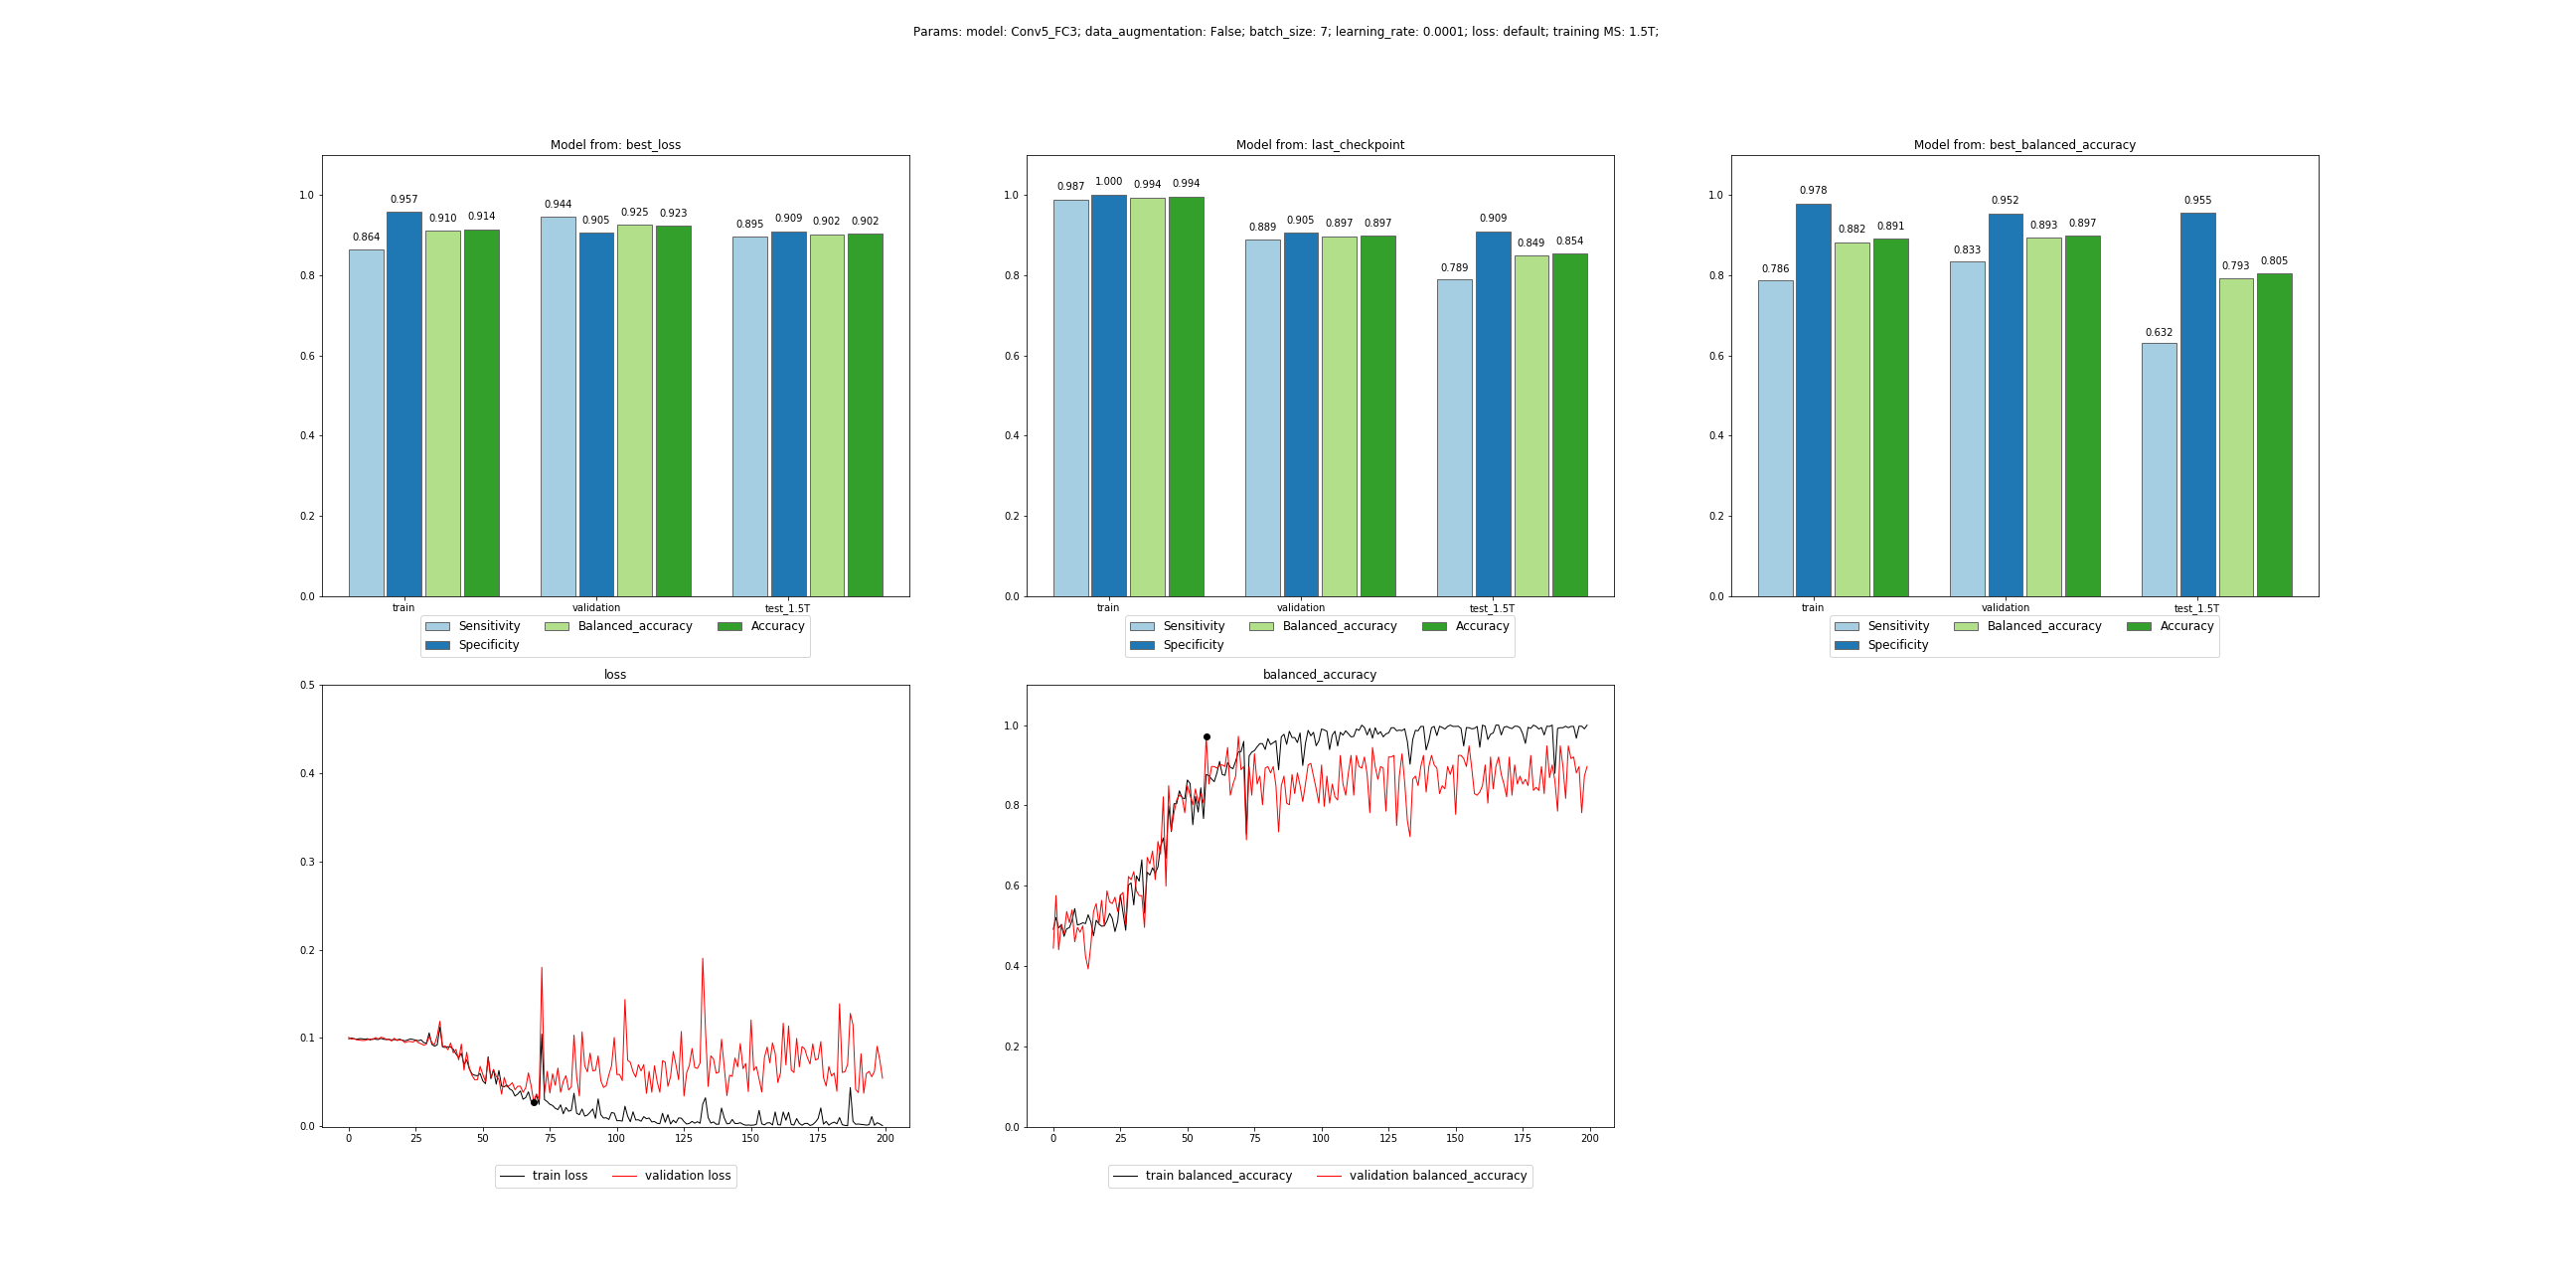 Params: model: Conv5_FC3; data_augmentation: False; batch_size: 7; learning_rate: 0.0001; loss: default; training MS: 1.5T;
Model from: best_loss
1.0
0.8
0.6
0.4
0.2
0.0
0.864
0.957
0.910
0.914
0.944
0.905
0.925
0.923
0.895
0.909
0.902
0.902
train
validation
test_1.5T
Sensitivity
Balanced_accuracy
Accuracy
Specificity
Model from: last_checkpoint
1.0
0.8
0.6
0.4
0.2
0.0
0.987
1.000
0.994
0.994
0.889
0.905
0.897
0.897
0.789
0.909
0.849
0.854
train
validation
test_1.5T
Sensitivity
Balanced_accuracy
Accuracy
Specificity
Model from: best_balanced_accuracy
1.0
0.8
0.6
0.4
0.2
0.0
0.786
0.978
0.882
0.891
0.833
0.952
0.893
0.897
0.632
0.955
0.793
0.805
train
validation
test_1.5T
Sensitivity
Balanced_accuracy
Accuracy
Specificity
loss
0.5
0.4
0.3
0.2
0.1
0.0
0 25 50 75 100 125 150 175 200
train loss validation loss
balanced_accuracy
1.0
0.8
0.6
0.4
0.2
0.0
0 25 50 75 100 125 150 175 200
train balanced_accuracy validation balanced_accuracy